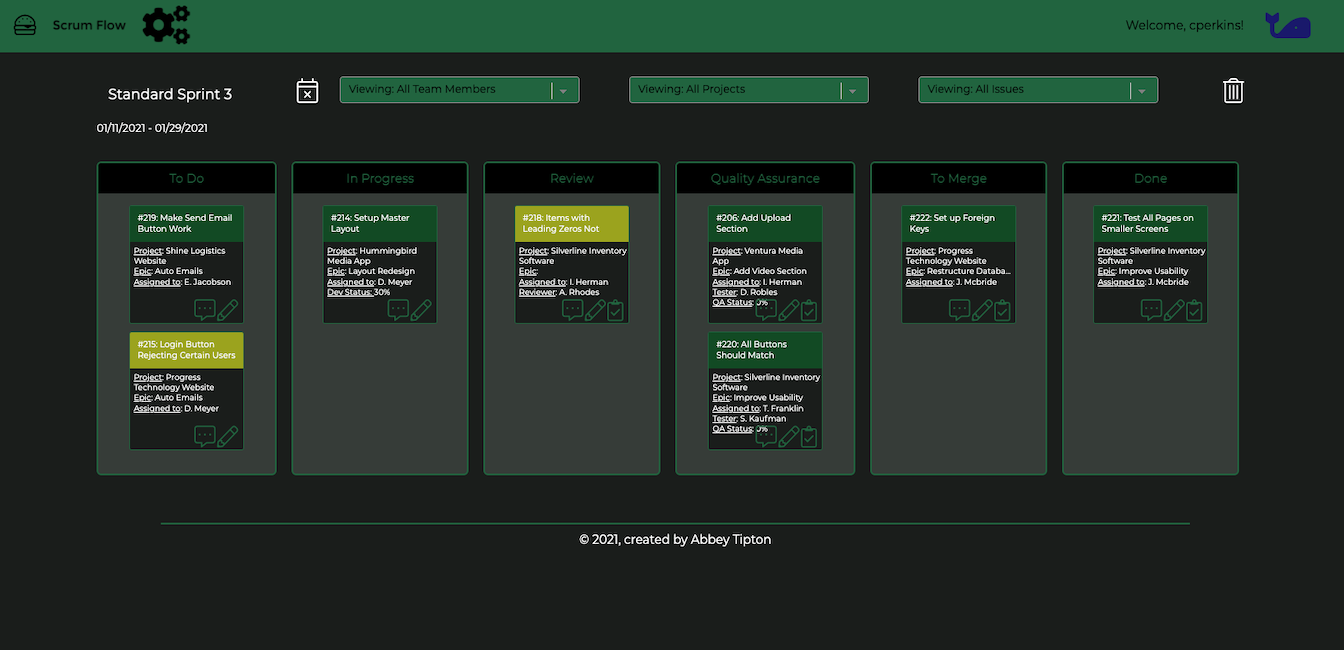 Scrum Flow
Welcome, cperkins!
Standard Sprint 3
Viewing: All Team Members
Viewing: All Projects
Viewing: All Issues
01/11/2021 - 01/29/2021
To Do
#219: Make Send Email
Button Work
Project: Shine Logistics
Website
Epic: Auto Emails
Assigned to: E. Jacobson
#215: Login Button
Rejecting Certain Users
Project: Progress
Technology Website
Epic: Auto Emails
Assigned to: D. Meyer
In Progress
#214: Setup Master
Layout
Project: Hummingbird
Media App
Epic: Layout Redesign
Assigned to: D. Meyer
Dev Status: 30%
Review
#218: Items with
Leading Zeros Not
Project: Silverline Inventory
Software
Epic:
Assigned to: I. Herman
Reviewer: A. Rhodes
Quality Assurance
#206: Add Upload
Section
Project: Ventura Media
App
Epic: Add Video Section
Assigned to: I. Herman
Tester: D. Robles
QA Status: 0%
#220: All Buttons
Should Match
Project: Silverline Inventory
Software
Epic: Improve Usability
Assigned to: T. Franklin
Tester: S. Kaufman
QA Status: 0%
To Merge
#222: Set up Foreign
Keys
Project: Progress
Technology Website
Epic: Restructure Databa...
Assigned to: J. Mcbride
Done
#221: Test All Pages on
Smaller Screens
Project: Silverline Inventory
Software
Epic: Improve Usability
Assigned to: J. Mcbride
© 2021, created by Abbey Tipton